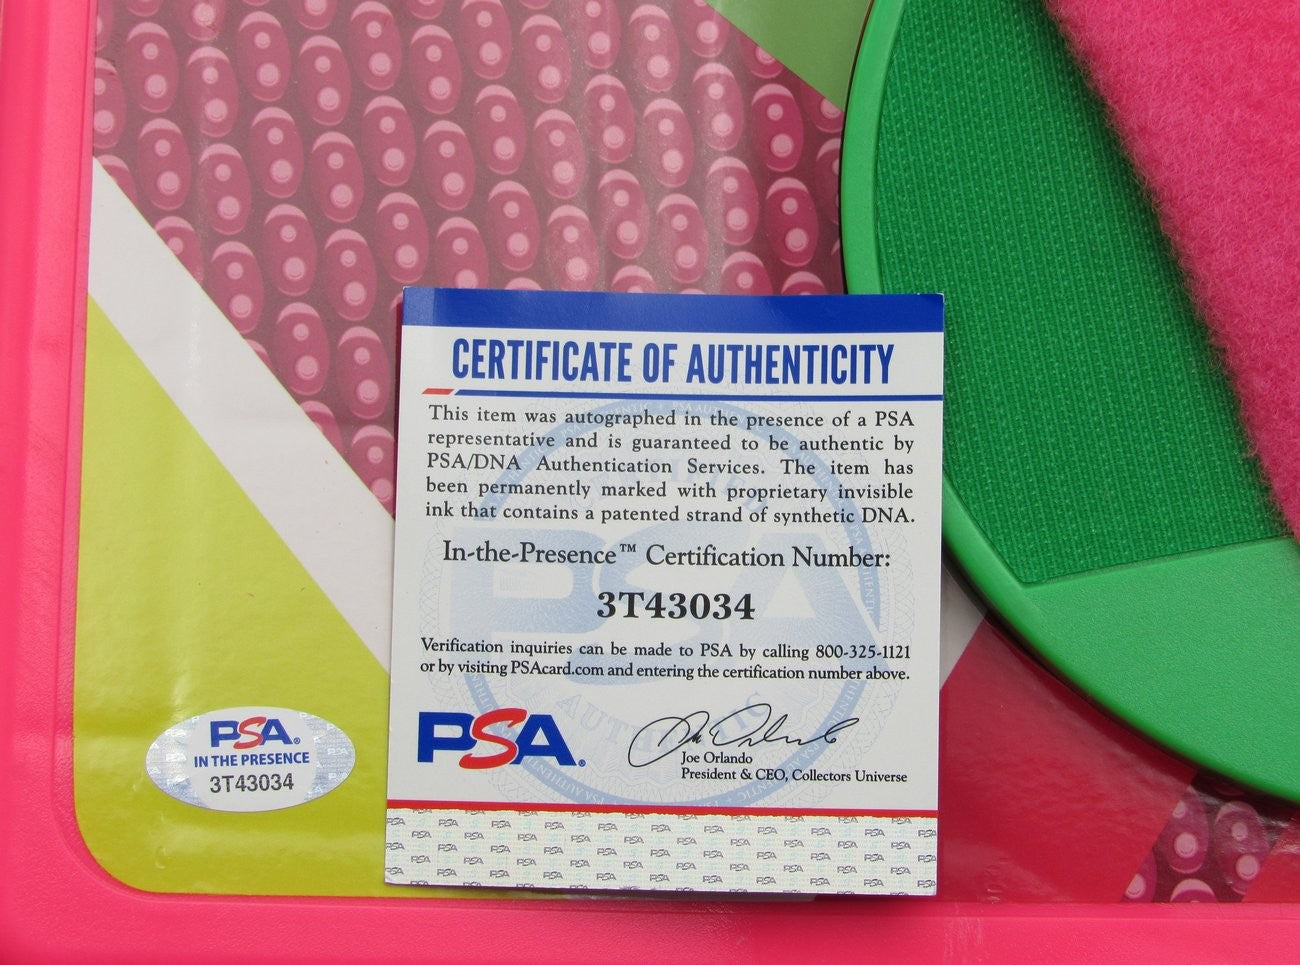 CERTIFICATE OF AUTHENTICITY
This item was autographed in the presence of a PSA
representative and is guaranteed to be authentic by
PSA/DNA Authentication Services. The item has
been permanently marked with proprietary invisible
ink that contains a patented strand of synthetic DNA.
In-the-Presence™ Certification Number:
3T43034
Verification inquiries can be made to PSA by calling 800-325-1121
or by visiting PSAcard.com and entering the certification number above.
PSA®
Joe Orlando
President & CEO, Collectors Universe
PSA®
IN THE PRESENCE
3T43034